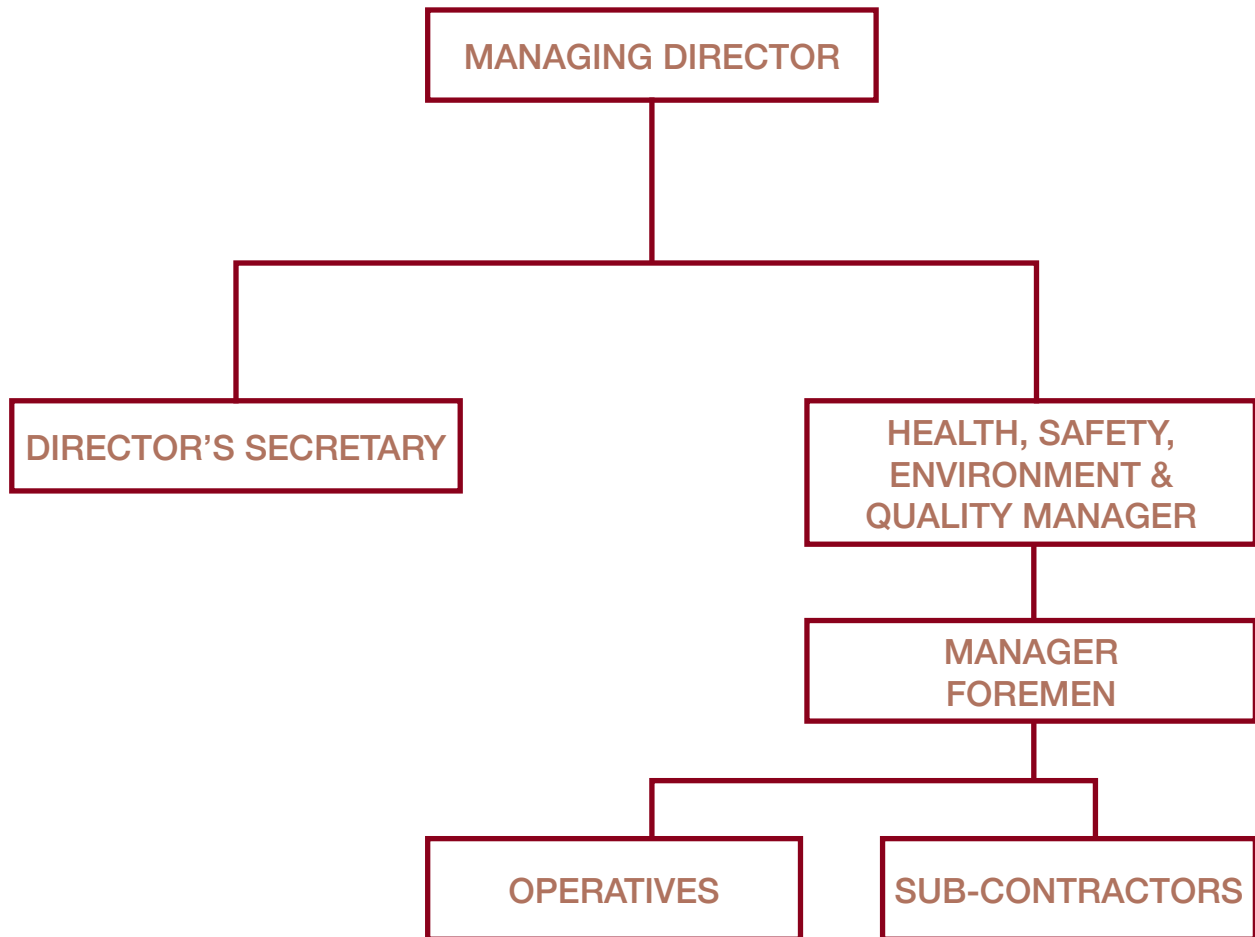 MANAGING DIRECTOR
DIRECTOR’S SECRETARY
HEALTH, SAFETY,
ENVIRONMENT &
QUALITY MANAGER
MANAGER
FOREMEN
OPERATIVES
SUB-CONTRACTORS